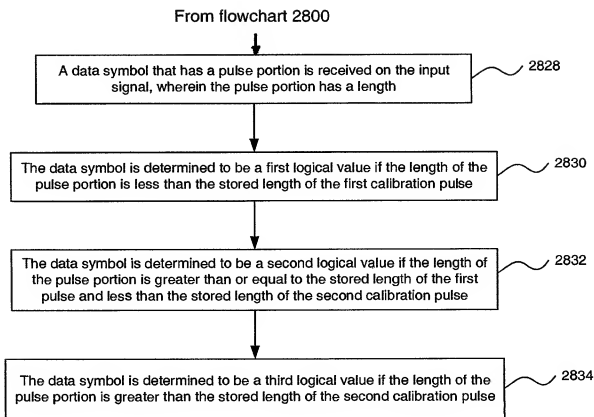 From flowchart 2800
A data symbol that has a pulse portion is received on the input
signal, wherein the pulse portion has a length
2828
The data symbol is determined to be a first logical value if the length of the
pulse portion is less than the stored length of the first calibration pulse
2830
The data symbol is determined to be a second logical value if the length of
the pulse portion is greater than or equal to the stored length of the first
pulse and less than the stored length of the second calibration pulse
2832
The data symbol is determined to be a third logical value if the length of the
pulse portion is greater than the stored length of the second calibration pulse
2834